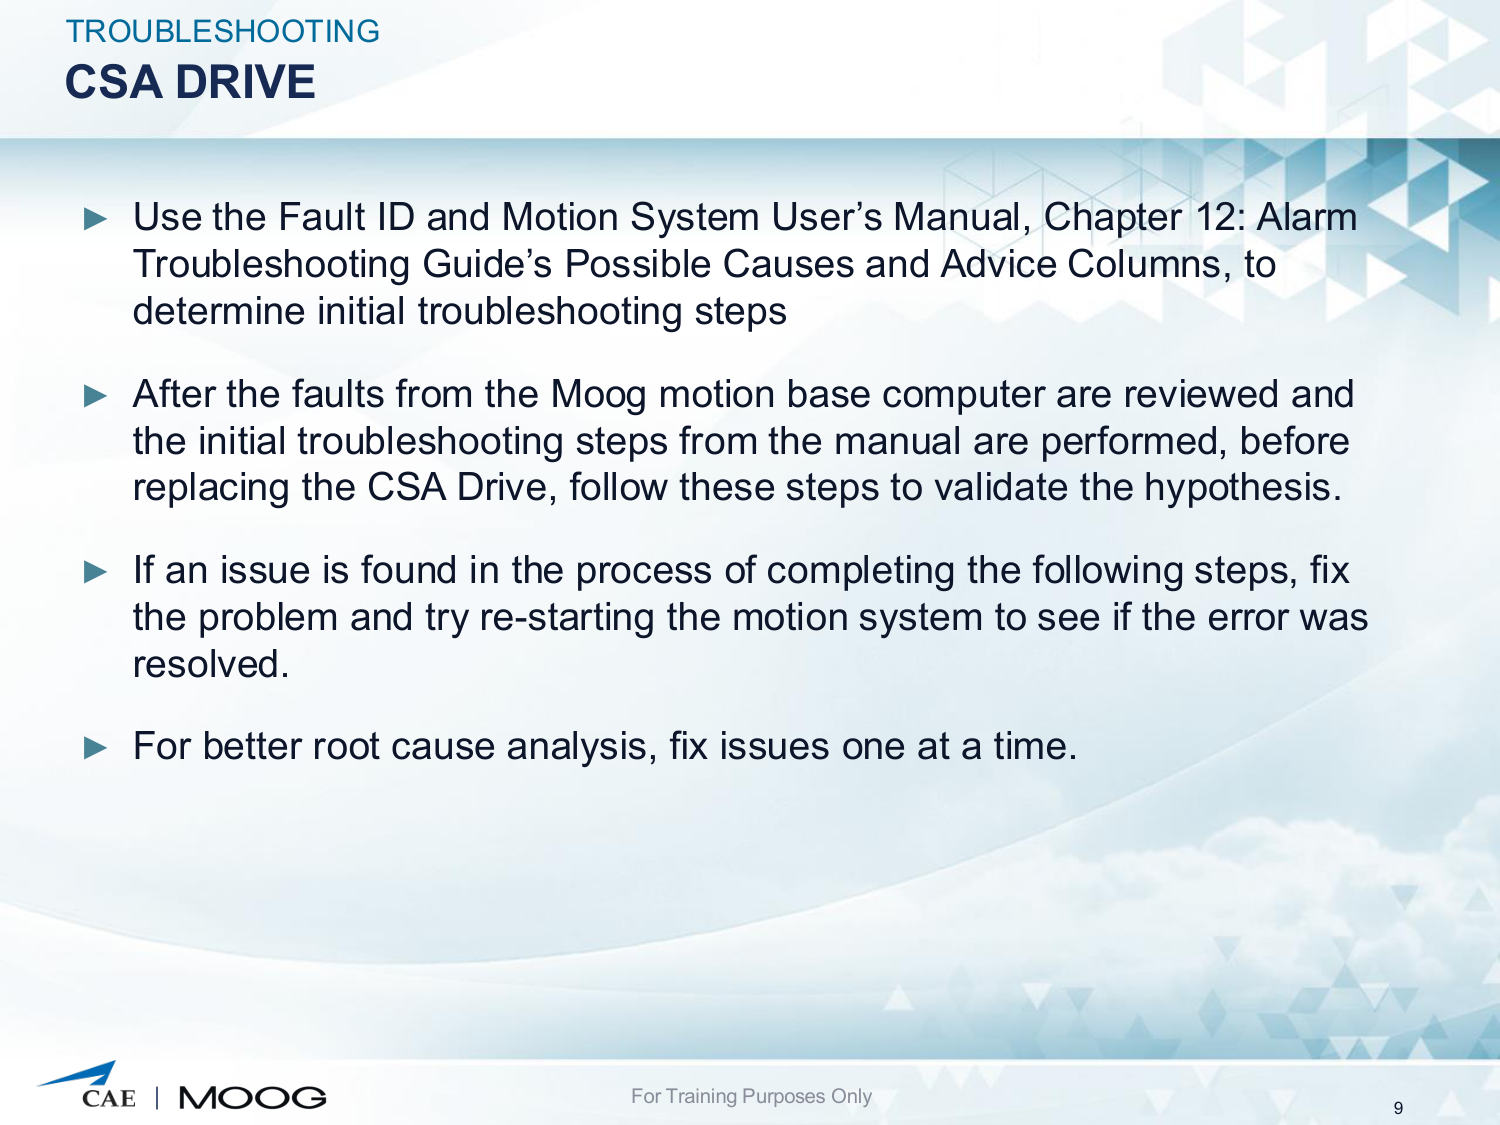 TROUBLESHOOTING
CSA DRIVE
► Use the Fault ID and Motion System User’s Manual, Chapter 12: Alarm
Troubleshooting Guide’s Possible Causes and Advice Columns, to
determine initial troubleshooting steps
► After the faults from the Moog motion base computer are reviewed and
the initial troubleshooting steps from the manual are performed, before
replacing the CSA Drive, follow these steps to validate the hypothesis.
► If an issue is found in the process of completing the following steps, fix
the problem and try re-starting the motion system to see if the error was
resolved.
► For better root cause analysis, fix issues one at a time.
CAE | MOOG
For Training Purposes Only
9